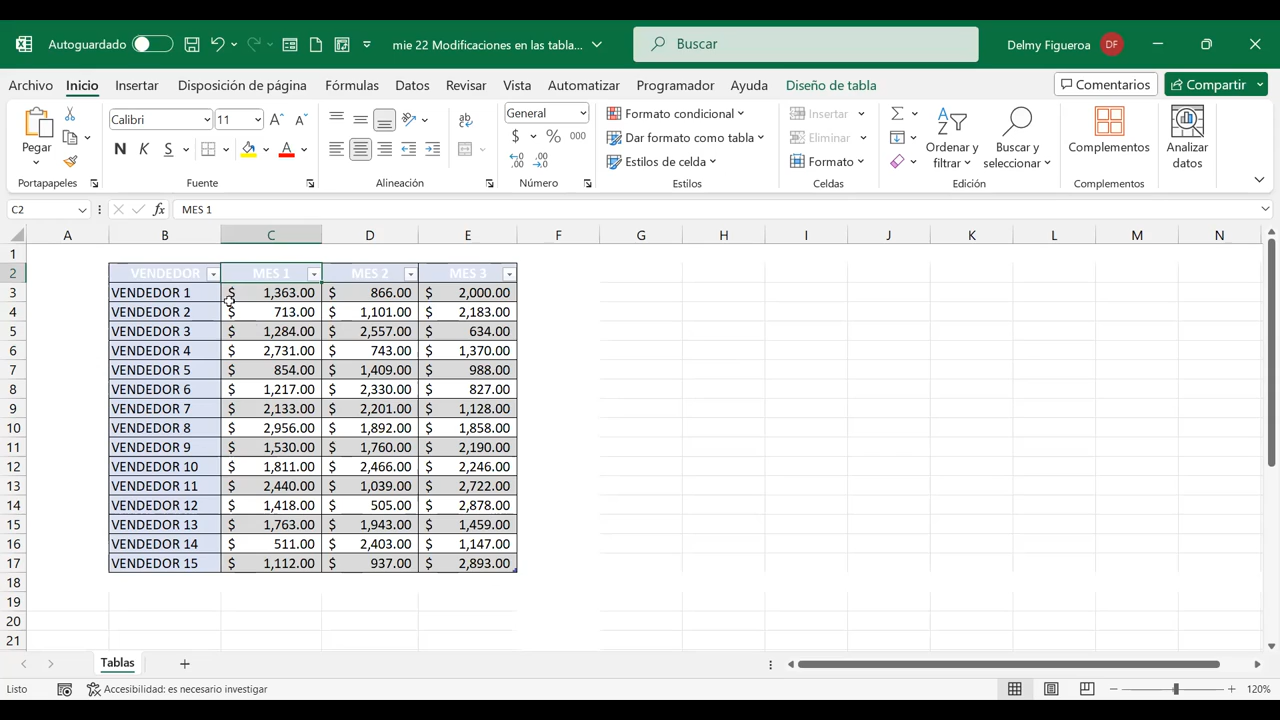 Autoguardado mie 22 Modificaciones en las tabla... Buscar Delmy Figueroa DF
Archivo Inicio Insertar Disposición de página Fórmulas Datos Revisar Vista Automatizar Programador Ayuda Diseño de tabla Comentarios Compartir
Pegar Calibri 11 General Formato condicional Insertar Ordenar y filtrar Buscar y seleccionar Complementos Analizar datos
N K S $ % 000 Dar formato como tabla Eliminar
Estilos de celda Formato
Portapapeles Fuente Alineación Número Estilos Celdas Edición Complementos
C2 fx MES 1
A B C D E F G H I J K L M N
1
2 VENDEDOR MES 1 MES 2 MES 3
3 VENDEDOR 1 $ 1,363.00 $ 866.00 $ 2,000.00
4 VENDEDOR 2 $ 713.00 $ 1,101.00 $ 2,183.00
5 VENDEDOR 3 $ 1,284.00 $ 2,557.00 $ 634.00
6 VENDEDOR 4 $ 2,731.00 $ 743.00 $ 1,370.00
7 VENDEDOR 5 $ 854.00 $ 1,409.00 $ 988.00
8 VENDEDOR 6 $ 1,217.00 $ 2,330.00 $ 827.00
9 VENDEDOR 7 $ 2,133.00 $ 2,201.00 $ 1,128.00
10 VENDEDOR 8 $ 2,956.00 $ 1,892.00 $ 1,858.00
11 VENDEDOR 9 $ 1,530.00 $ 1,760.00 $ 2,190.00
12 VENDEDOR 10 $ 1,811.00 $ 2,466.00 $ 2,246.00
13 VENDEDOR 11 $ 2,440.00 $ 1,039.00 $ 2,722.00
14 VENDEDOR 12 $ 1,418.00 $ 505.00 $ 2,878.00
15 VENDEDOR 13 $ 1,763.00 $ 1,943.00 $ 1,459.00
16 VENDEDOR 14 $ 511.00 $ 2,403.00 $ 1,147.00
17 VENDEDOR 15 $ 1,112.00 $ 937.00 $ 2,893.00
18
19
20
21
Tablas
Listo Accesibilidad: es necesario investigar 120%